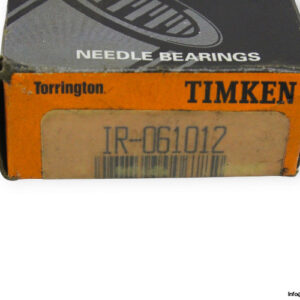 NEEDLE BEARINGS
Torrington TIMKEN
IR-061012